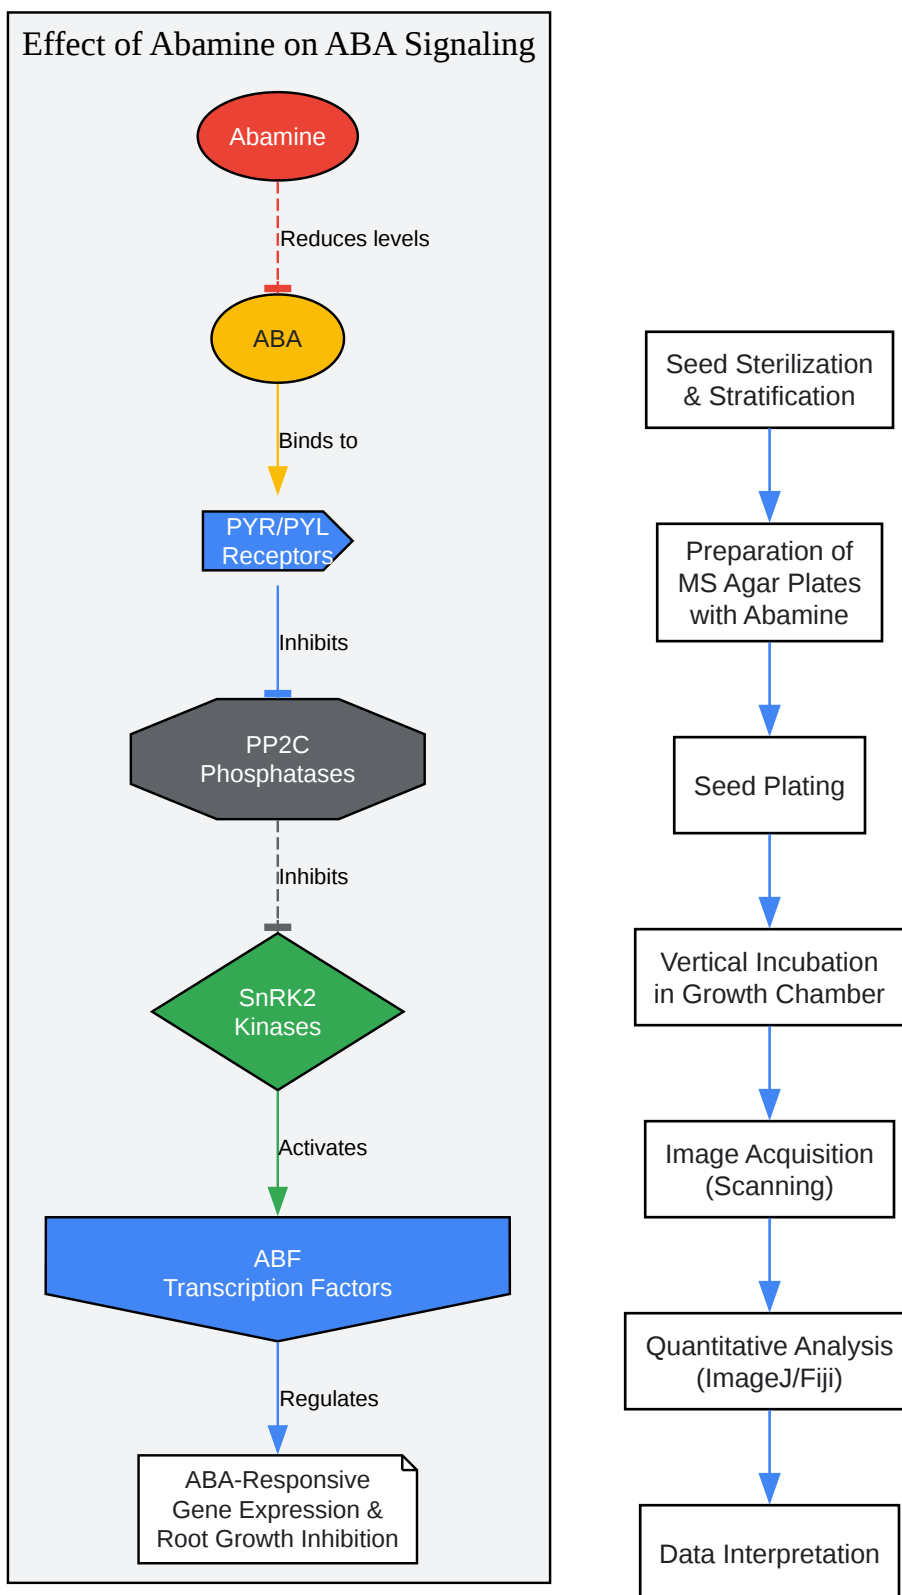 Effect of Abamine on ABA Signaling
Abamine
Reduces levels
ABA
Binds to
PYR/PYL
Receptors
Inhibits
PP2C
Phosphatases
Inhibits
SnRK2
Kinases
Activates
ABF
Transcription Factors
Regulates
ABA-Responsive
Gene Expression &
Root Growth Inhibition
Seed Sterilization
& Stratification
Preparation of
MS Agar Plates
with Abamine
Seed Plating
Vertical Incubation
in Growth Chamber
Image Acquisition
(Scanning)
Quantitative Analysis
(ImageJ/Fiji)
Data Interpretation